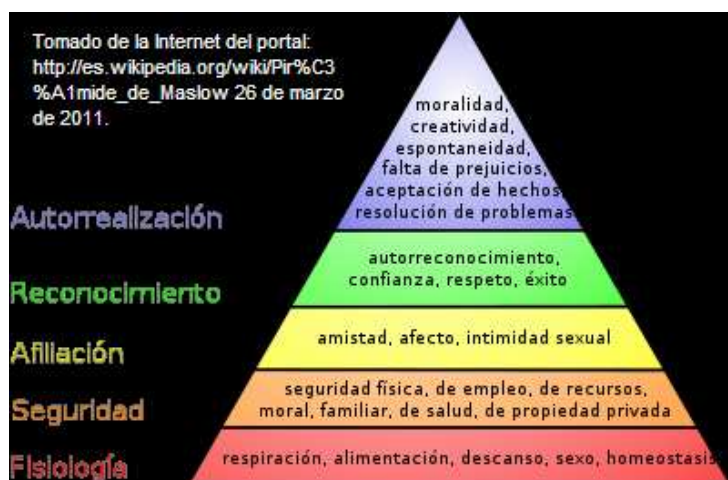 Tomado de la Internet del portal:
http://es.wikipedia.org/wiki/Pir%C3
%A1mide_de_Maslow 26 de marzo
de 2011.
moralidad,
creatividad,
espontaneidad,
falta de prejuicios,
aceptación de hechos,
resolución de problemas
Autorrealización
autorreconocimiento,
confianza, respeto, éxito
Reconocimiento
amistad, afecto, intimidad sexual
Afiliación
seguridad física, de empleo, de recursos,
moral, familiar, de salud, de propiedad privada
Seguridad
respiración, alimentación, descanso, sexo, homeostasis
Fisiología